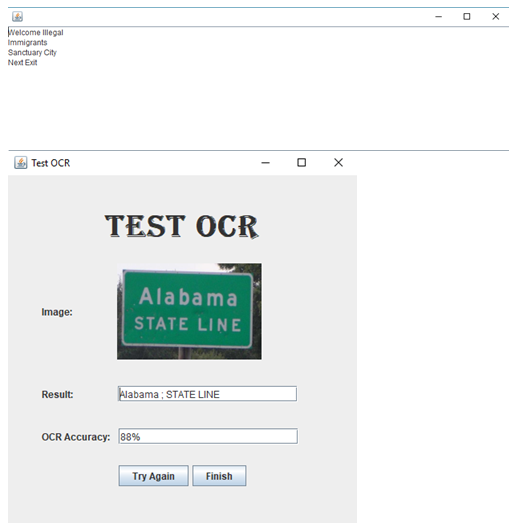 Welcome Illegal
Immigrants
Sanctuary City
Next Exit
Test OCR
TEST OCR
Image:
Alabama
STATE LINE
Result:
Alabama ; STATE LINE
OCR Accuracy:
88%
Try Again
Finish